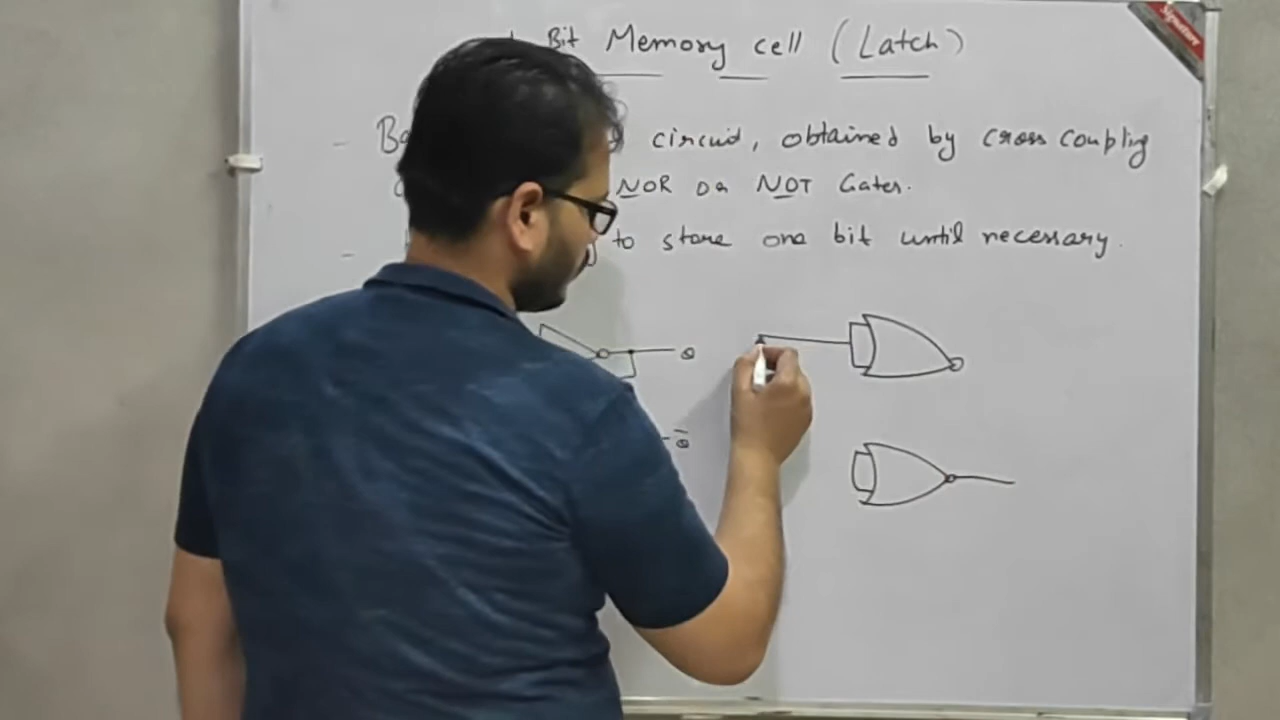 Bit Memory cell (Latch)
- circuit, obtained by cross coupling
NOR or NOT Gates.
- to store one bit until necessary.
Q
Q̅
Signature